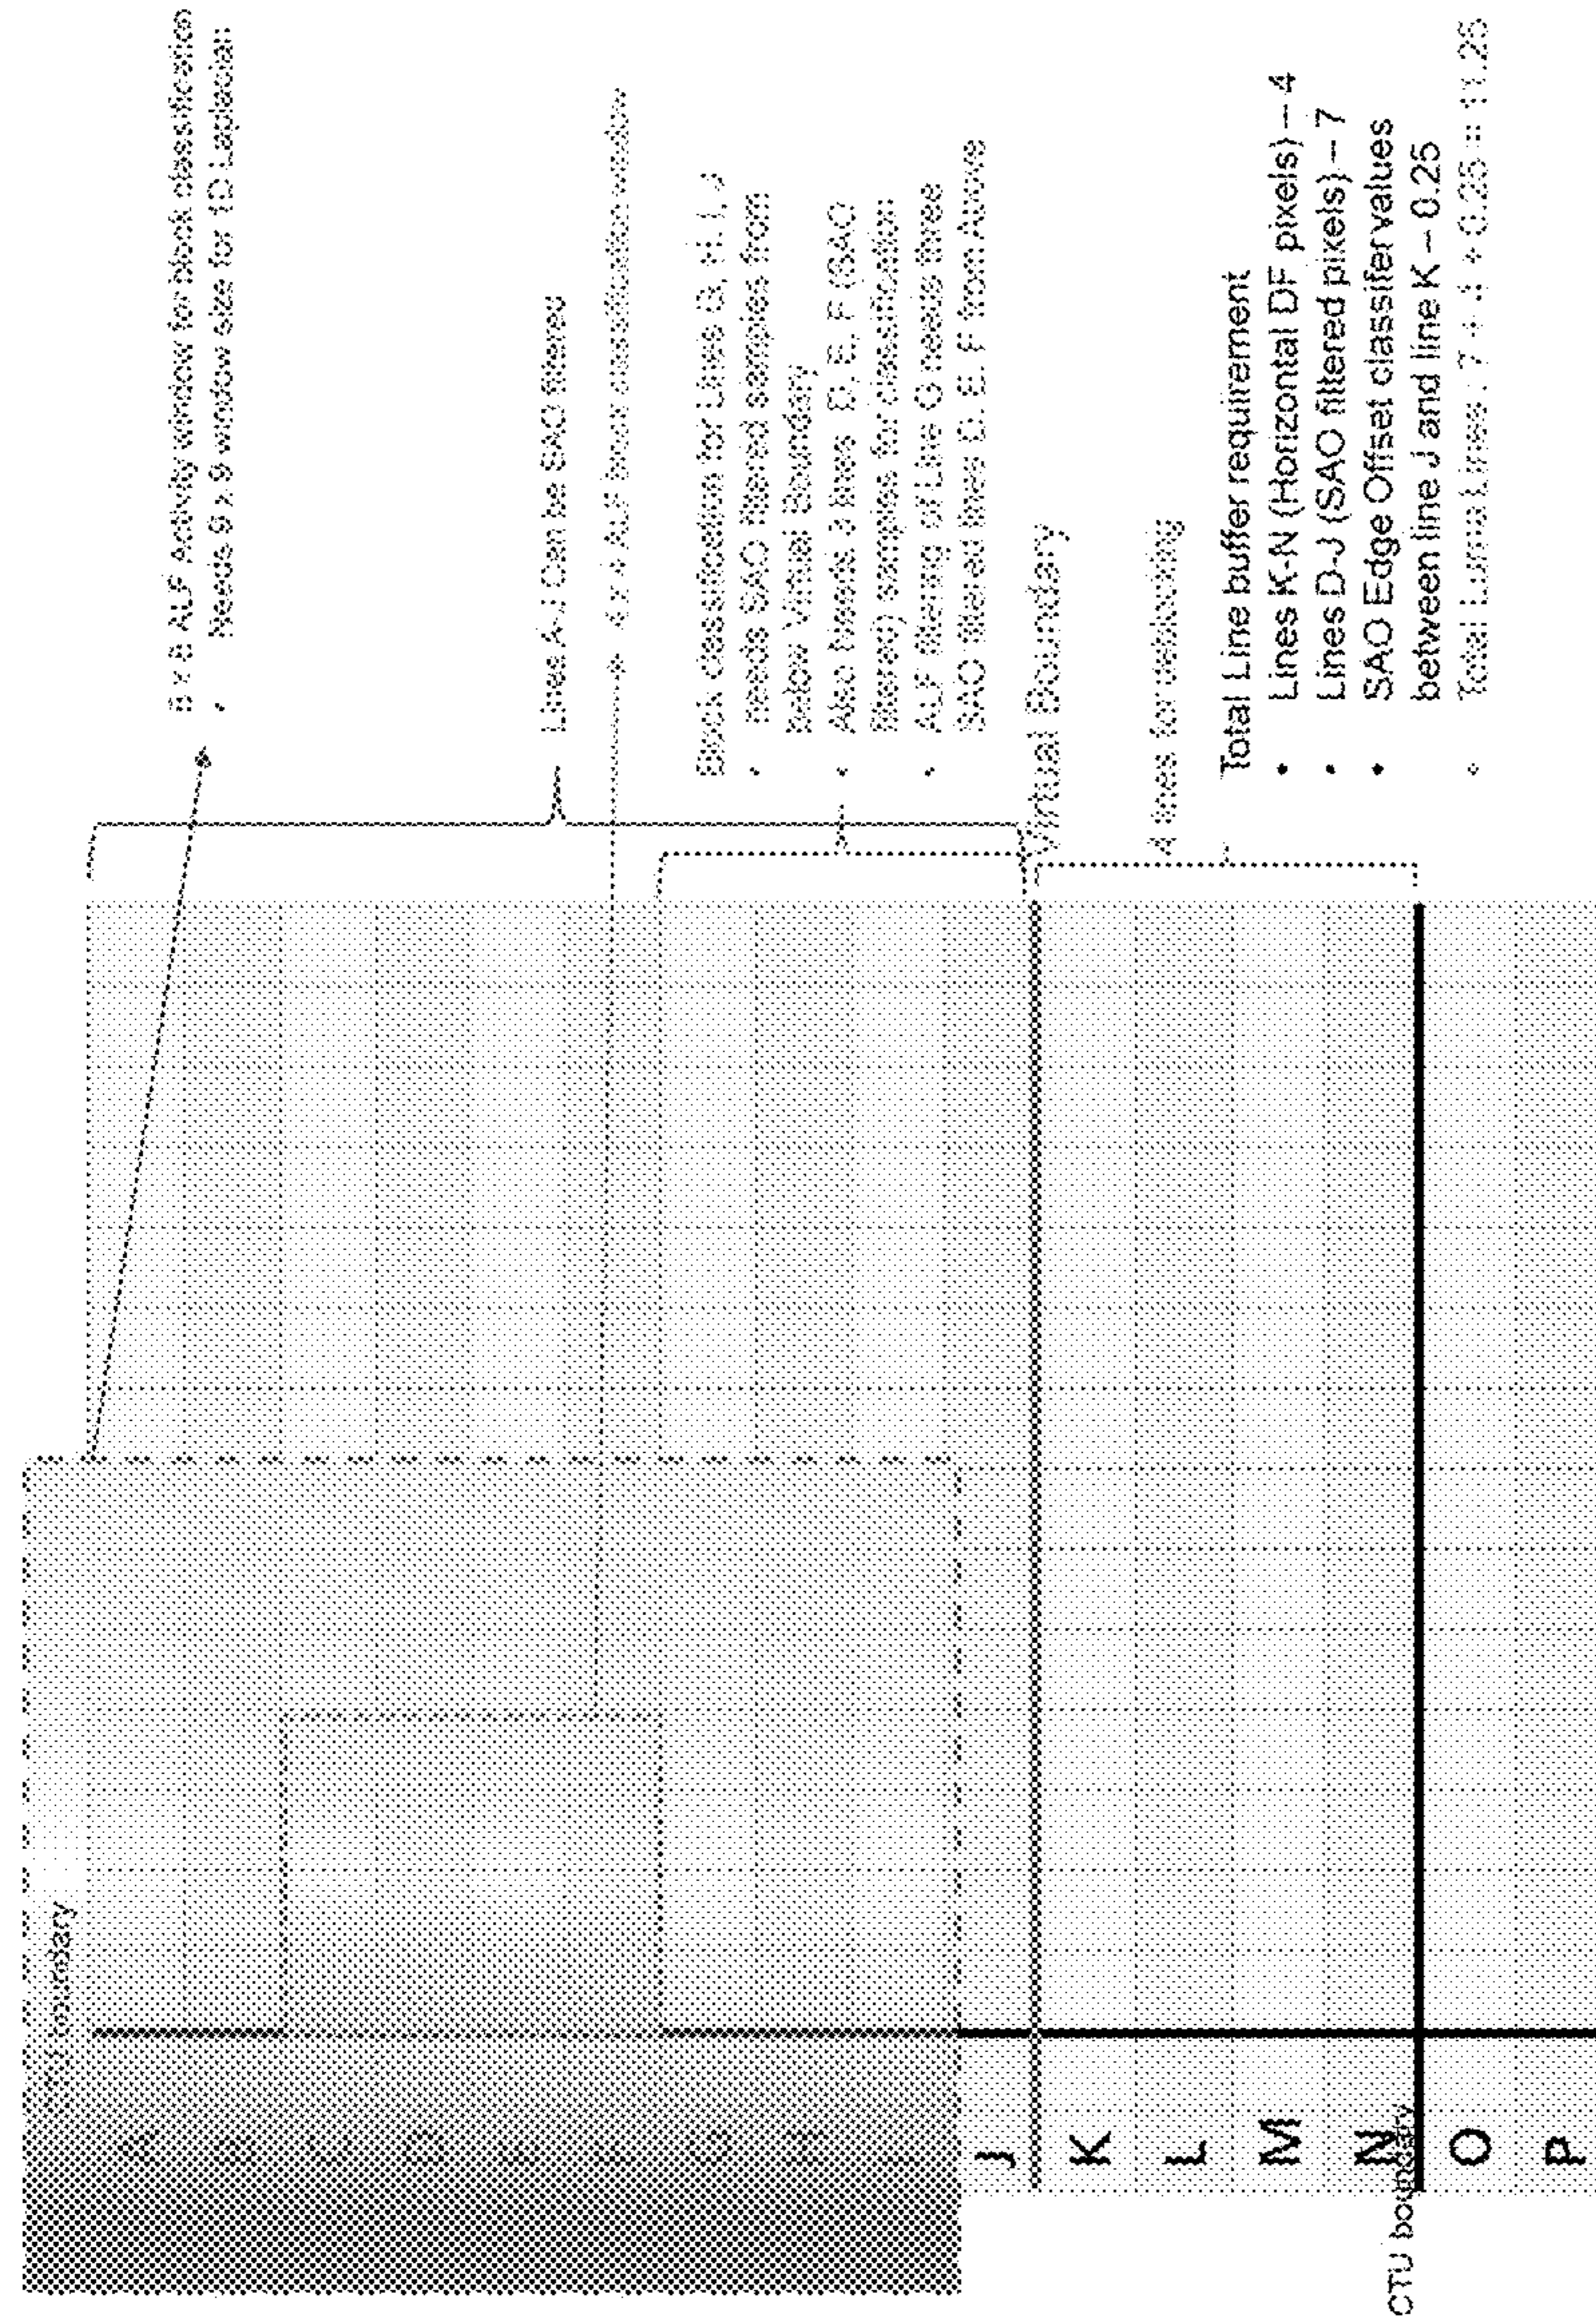 8 x 8 ALF Activity window for block classification
• Needs 9 x 9 window size for 1D Laplacian
Lines A-J Can be SAO filtered
4 x 4 ALF block classification window
Block classification for Lines G, H, I, J
• needs SAO filtered samples from
below Virtual Boundary
• Also needs 3 lines D, E, F (SAO
filtered) samples for classification
• ALF filtering of Line G needs three
SAO filtered lines D, E, F from Above
Virtual Boundary
4 lines for deblocking
Total Line buffer requirement
• Lines K-N (Horizontal DF pixels) – 4
• Lines D-J (SAO filtered pixels) – 7
• SAO Edge Offset classifer values
between line J and line K – 0.25
• Total Luma Lines : 7 + 4 + 0.25 = 11.25
boundary
J
K
L
M
N
CTU boundary
O
P